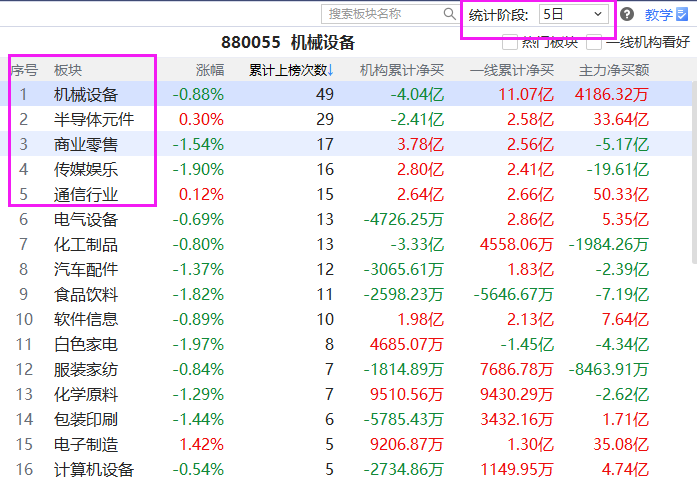 搜索板块名称 统计阶段: 5日 ? 教学
880055 机械设备 热门板块 一线机构看好
序号 板块 涨幅 累计上榜次数↓ 机构累计净买 一线累计净买 主力净买额
1 机械设备 -0.88% 49 -4.04亿 11.07亿 4186.32万
2 半导体元件 0.30% 29 -2.41亿 2.58亿 33.64亿
3 商业零售 -1.54% 17 3.78亿 2.56亿 -5.17亿
4 传媒娱乐 -1.90% 16 2.80亿 2.41亿 -19.61亿
5 通信行业 0.12% 15 2.64亿 2.66亿 50.33亿
6 电气设备 -0.69% 13 -4726.25万 2.86亿 5.35亿
7 化工制品 -0.80% 13 -3.33亿 4558.06万 -1984.26万
8 汽车配件 -1.37% 12 -3065.61万 1.83亿 -2.39亿
9 食品饮料 -1.82% 11 -2598.23万 -5646.67万 -7.19亿
10 软件信息 -0.89% 10 1.98亿 2.13亿 7.64亿
11 白色家电 -1.97% 8 4685.07万 -1.45亿 -4.34亿
12 服装家纺 -0.84% 7 -1814.89万 7686.78万 -8463.91万
13 化学原料 -1.29% 7 9510.56万 9430.29万 -2.62亿
14 包装印刷 -1.44% 6 -5785.43万 3432.16万 1.71亿
15 电子制造 1.42% 5 9206.87万 1.30亿 35.08亿
16 计算机设备 -0.54% 5 -2734.86万 1149.95万 4.74亿